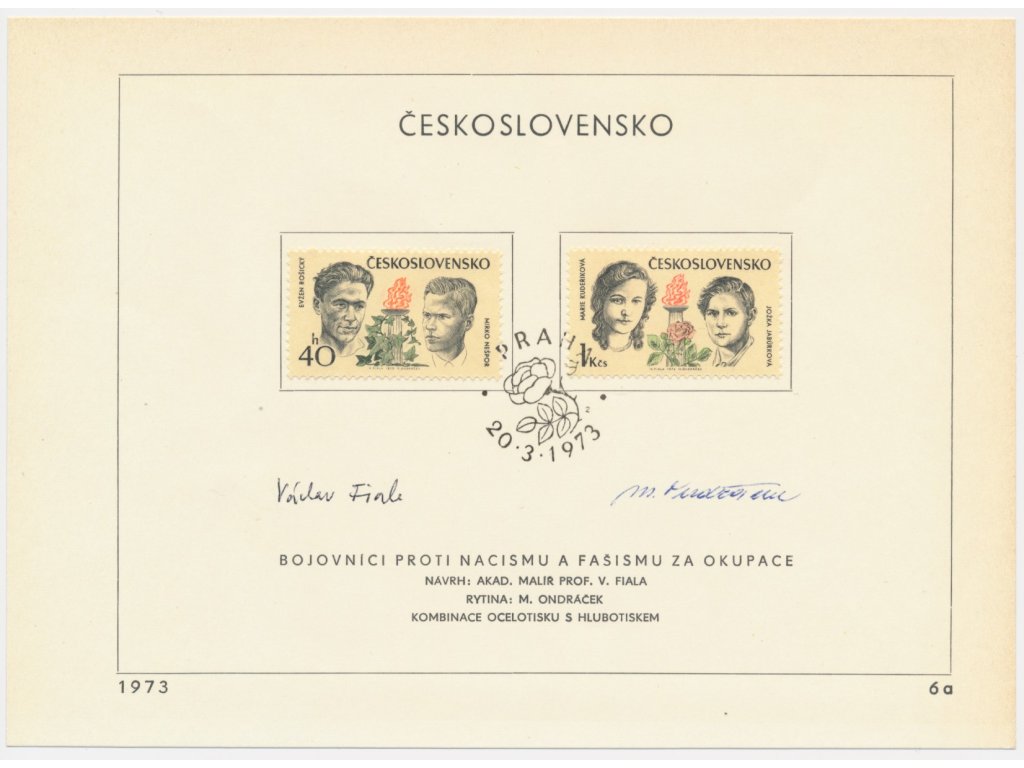 ČESKOSLOVENSKO
EVŽEN ROŠICKÝ
ČESKOSLOVENSKO
MIRKO NESPOR
h
40
MARIE KUDEŘÍKOVÁ
ČESKOSLOVENSKO
JOŽKA JABŮRKOVÁ
1 Kčs
PRAHA
2
20·3·1973
Václav Fiala
BOJOVNÍCI PROTI NACISMU A FAŠISMU ZA OKUPACE
NÁVRH: AKAD. MALÍŘ PROF. V. FIALA
RYTINA: M. ONDRÁČEK
KOMBINACE OCELOTISKU S HLUBOTISKEM
1973
6a